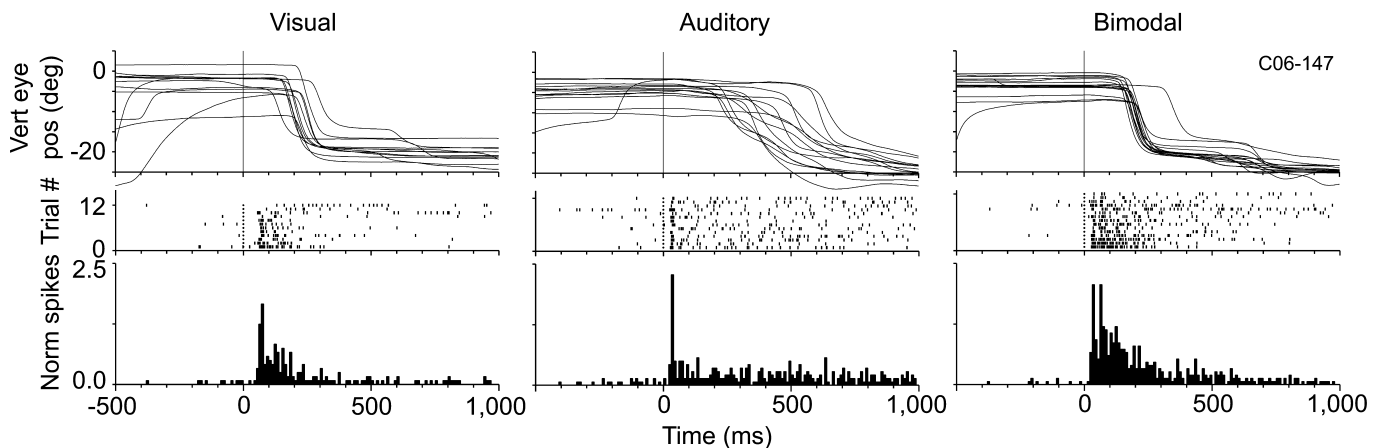 Visual Auditory Bimodal
C06-147
Vert eye
pos (deg)
0
-20
Trial #
12
0
Norm spikes
2.5
0.0
-500 0 500 1,000 0 500 1,000 0 500 1,000
Time (ms)